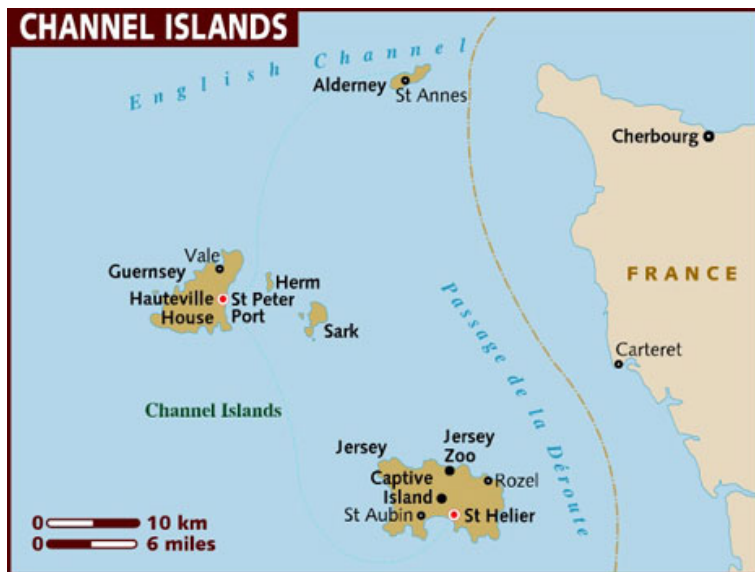 CHANNEL ISLANDS
English Channel
Alderney
St Annes
Cherbourg
Vale
Guernsey
Herm
FRANCE
Hauteville
House
St Peter
Port
Sark
Passage de la Déroute
Carteret
Channel Islands
Jersey
Jersey
Zoo
Captive
Island
Rozel
St Aubin
St Helier
0 10 km
0 6 miles